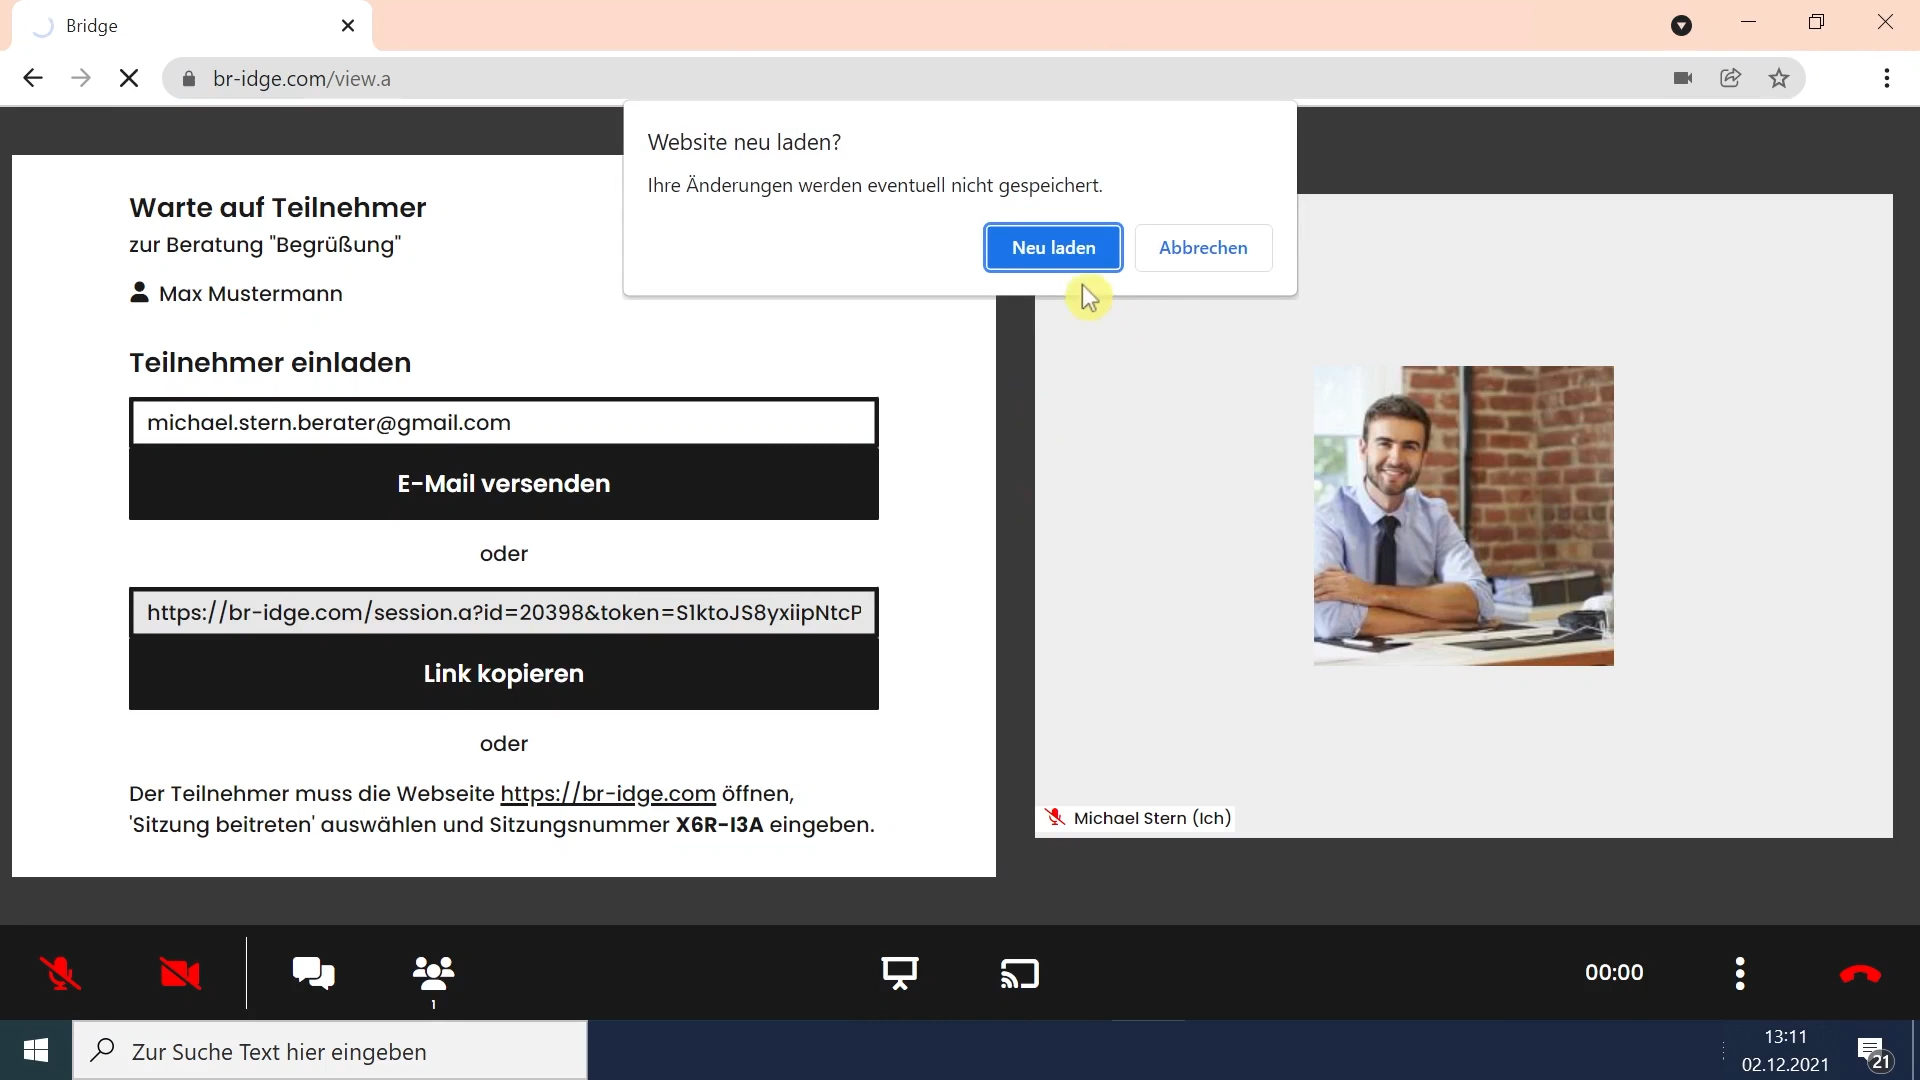 Bridge
br-idge.com/view.a
Website neu laden?
Ihre Änderungen werden eventuell nicht gespeichert.
Neu laden
Abbrechen
Warte auf Teilnehmer
zur Beratung "Begrüßung"
Max Mustermann
Teilnehmer einladen
michael.stern.berater@gmail.com
E-Mail versenden
oder
https://br-idge.com/session.a?id=20398&token=S1ktoJS8yxiipNtcP
Link kopieren
oder
Der Teilnehmer muss die Webseite https://br-idge.com öffnen,
'Sitzung beitreten' auswählen und Sitzungsnummer X6R-I3A eingeben.
Michael Stern (Ich)
1
00:00
Zur Suche Text hier eingeben
13:11
02.12.2021
21